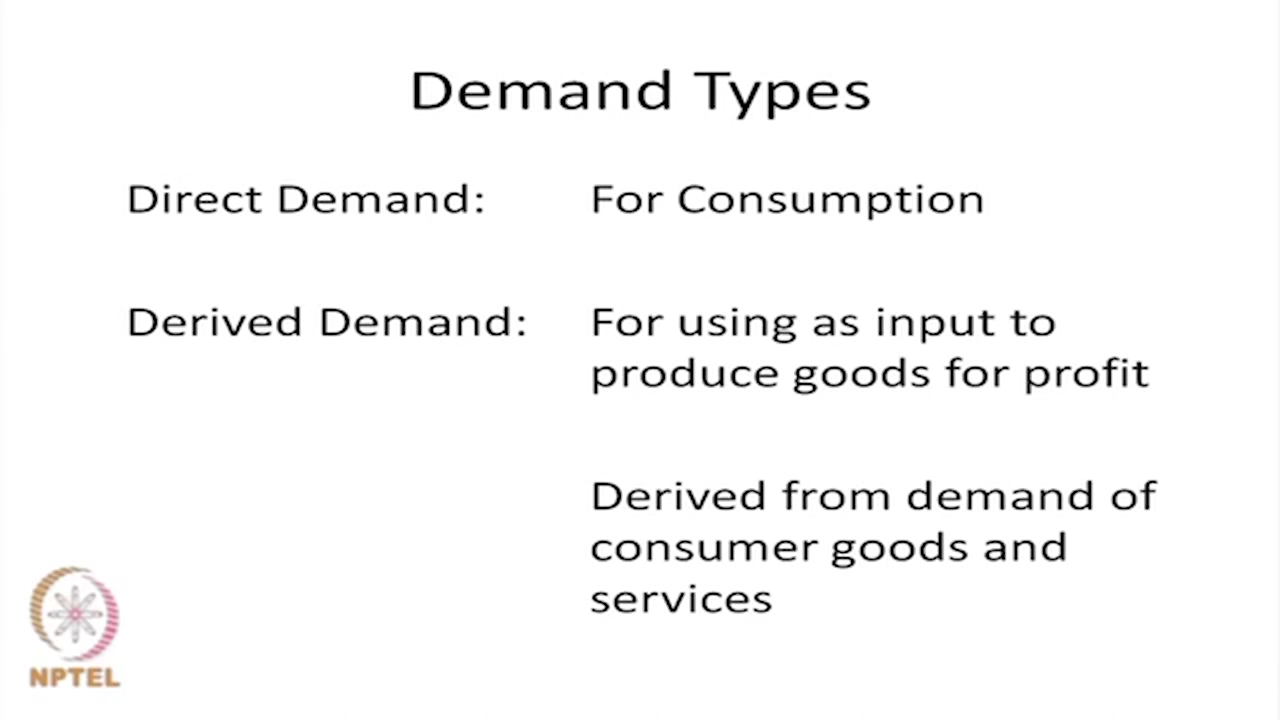 Demand Types
Direct Demand: For Consumption
Derived Demand: For using as input to
produce goods for profit
Derived from demand of
consumer goods and
services
NPTEL